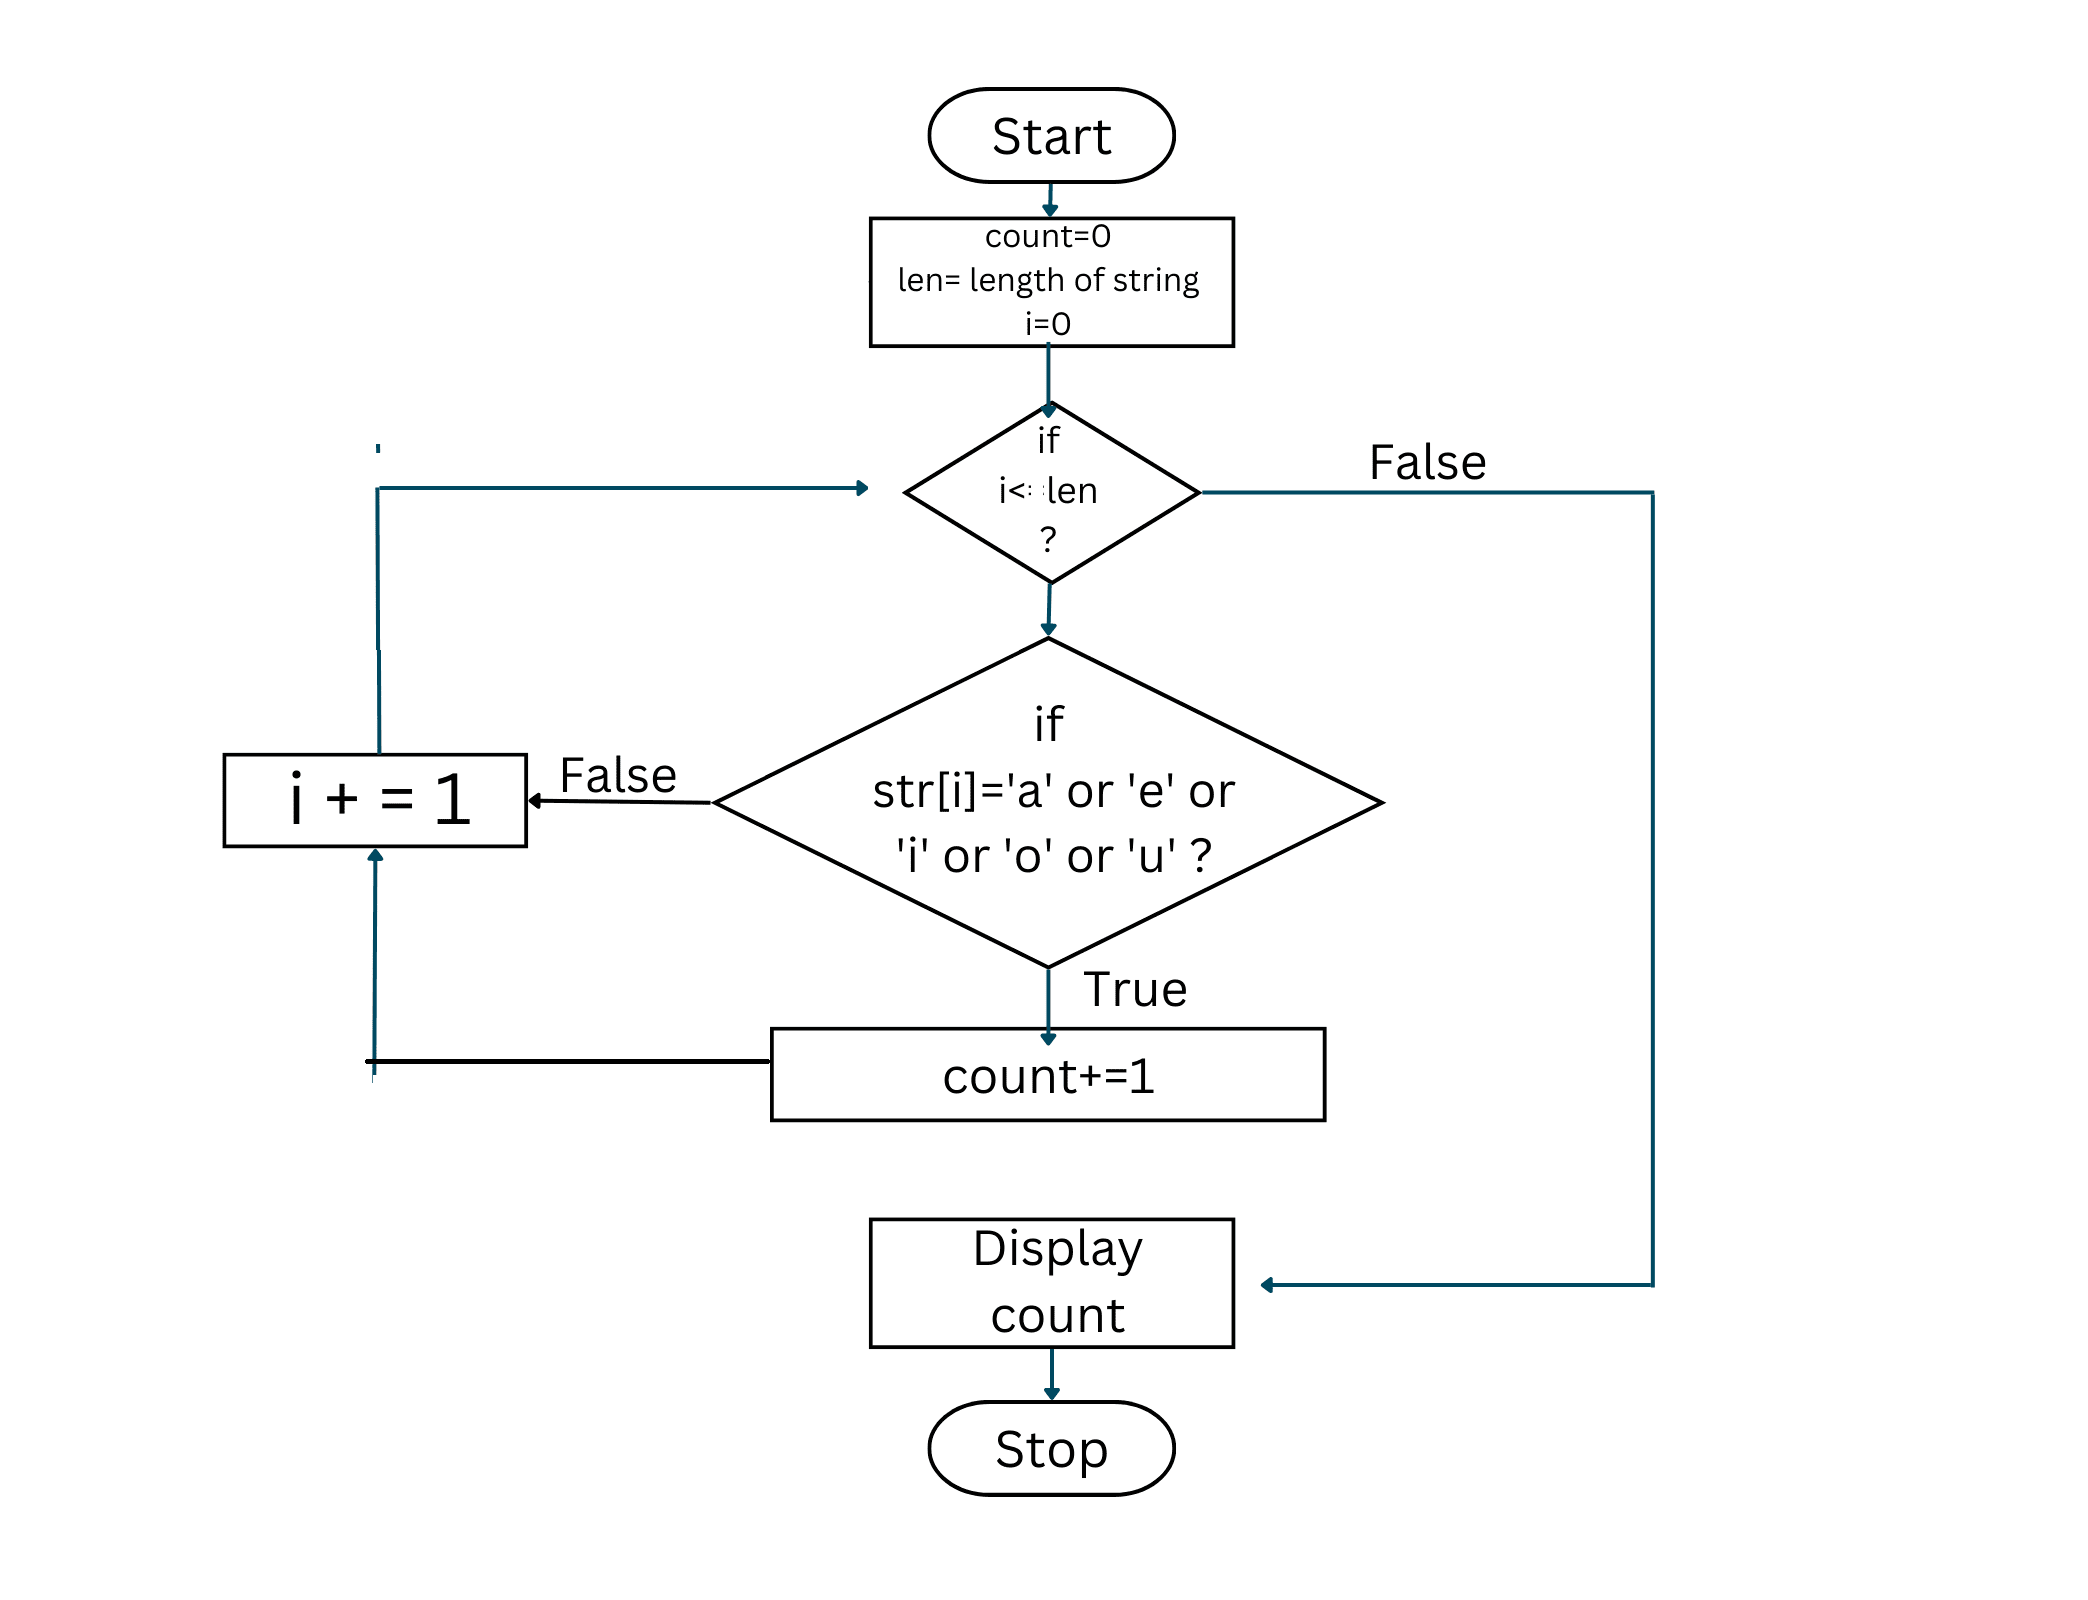 Start
count=0
len= length of string
i=0
if
i< len
?
False
if
str[i]='a' or 'e' or
'i' or 'o' or 'u' ?
False
i + = 1
True
count+=1
Display
count
Stop